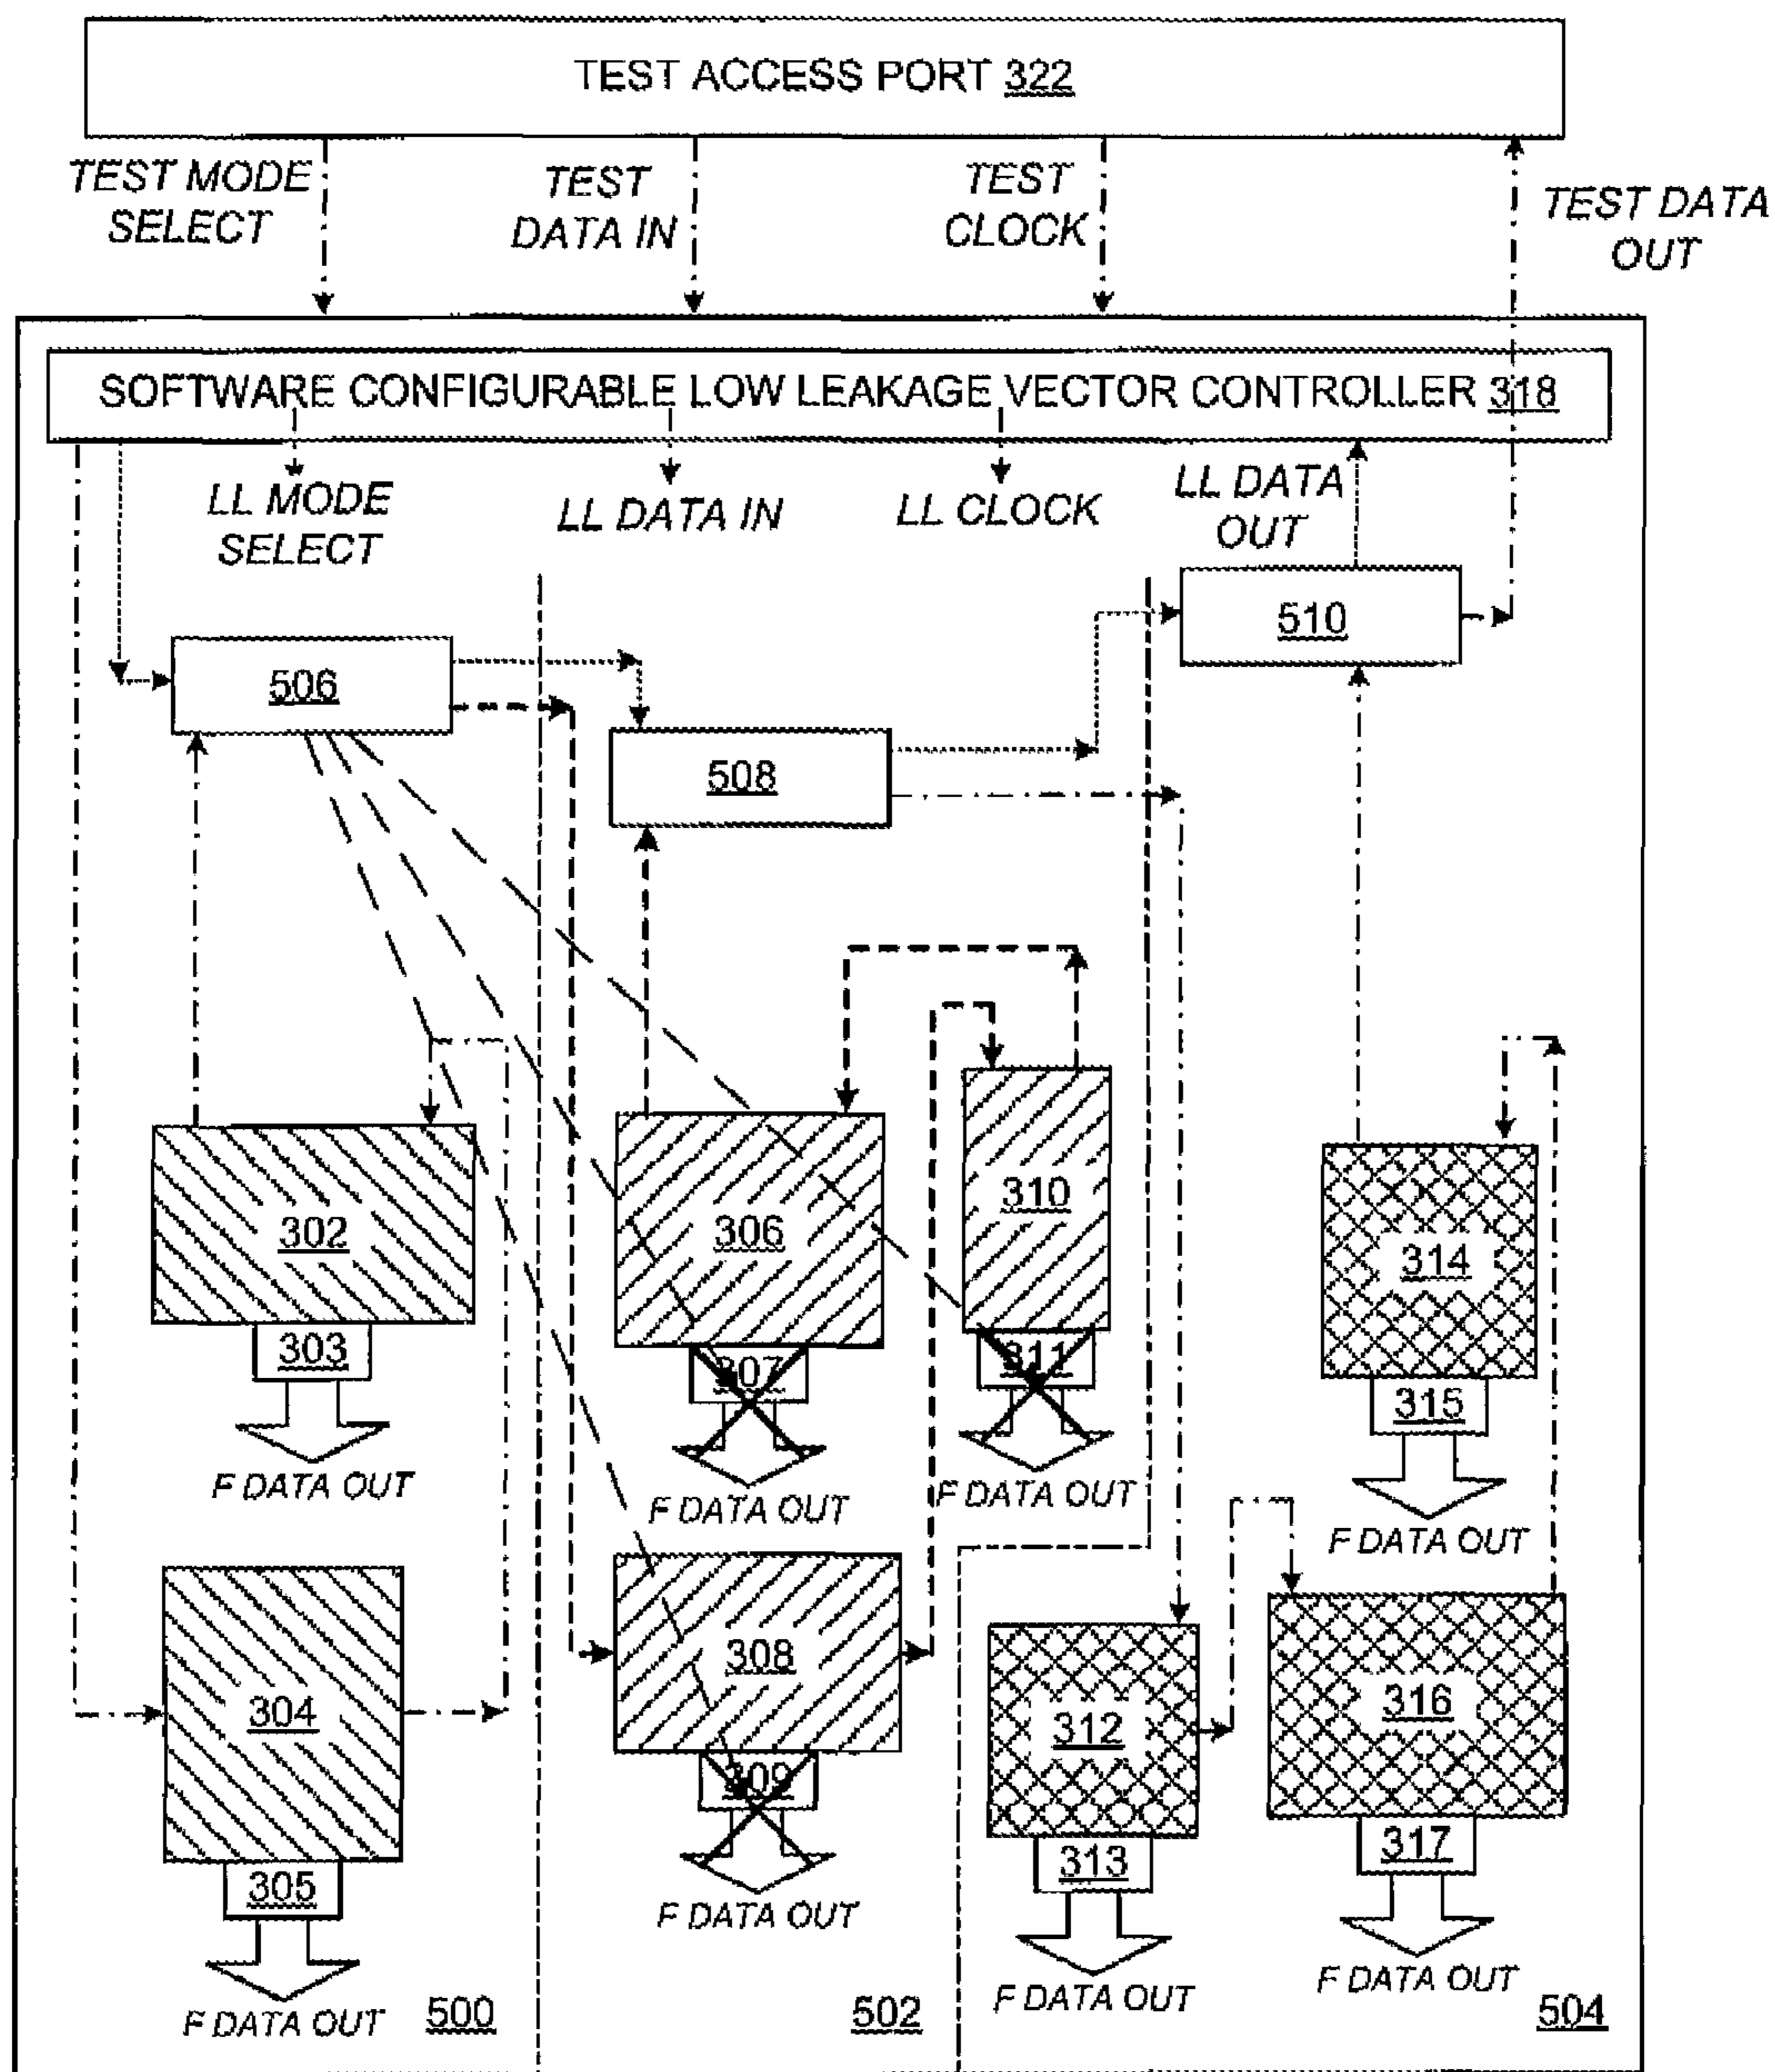 TEST ACCESS PORT 322
TEST MODE
SELECT
TEST
DATA IN
TEST
CLOCK
TEST DATA
OUT
SOFTWARE CONFIGURABLE LOW LEAKAGE VECTOR CONTROLLER 318
LL MODE
SELECT
LL DATA IN
LL CLOCK
LL DATA
OUT
506
508
510
302
303
F DATA OUT
306
307
F DATA OUT
310
311
F DATA OUT
314
315
F DATA OUT
304
305
F DATA OUT
308
309
F DATA OUT
312
313
F DATA OUT
316
317
F DATA OUT
500
502
504